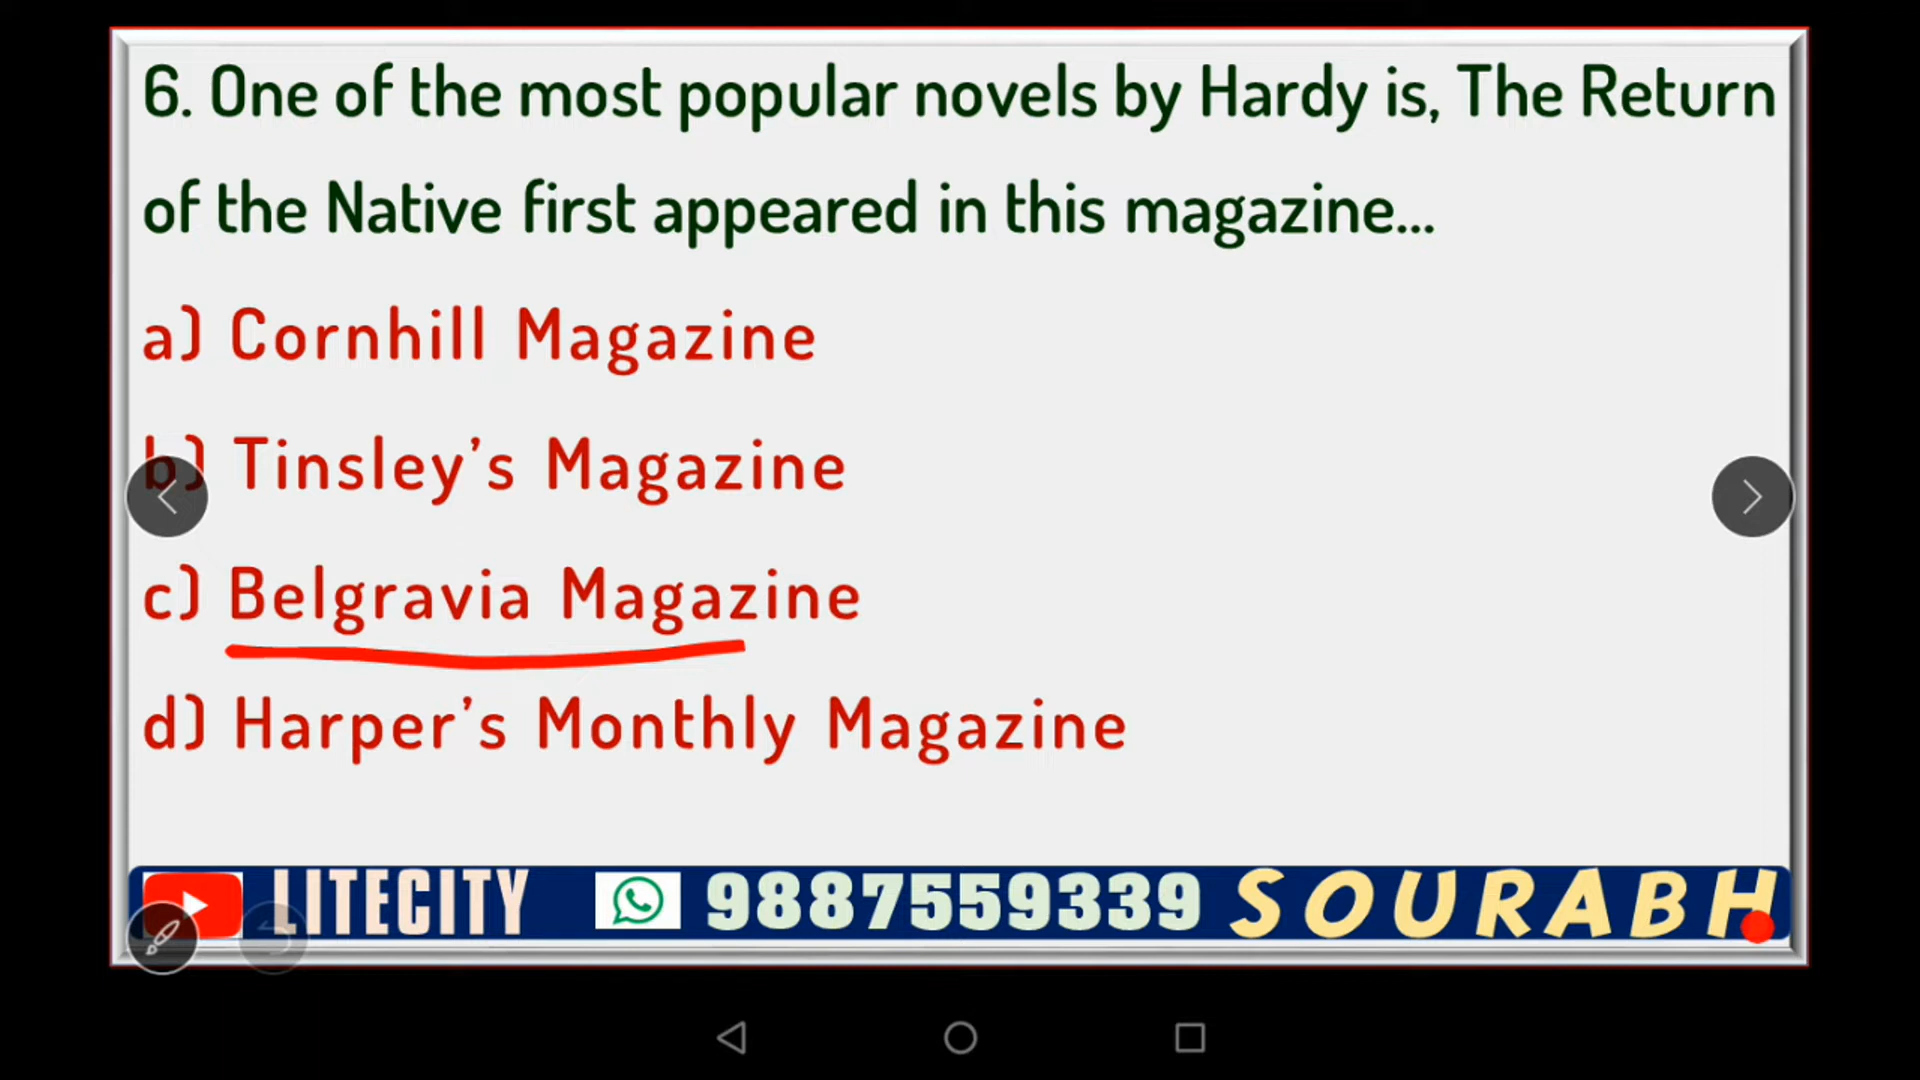 6. One of the most popular novels by Hardy is, The Return
of the Native first appeared in this magazine...
a) Cornhill Magazine
b) Tinsley’s Magazine
c) Belgravia Magazine
d) Harper’s Monthly Magazine
LITECITY 9887559339 SOURABH